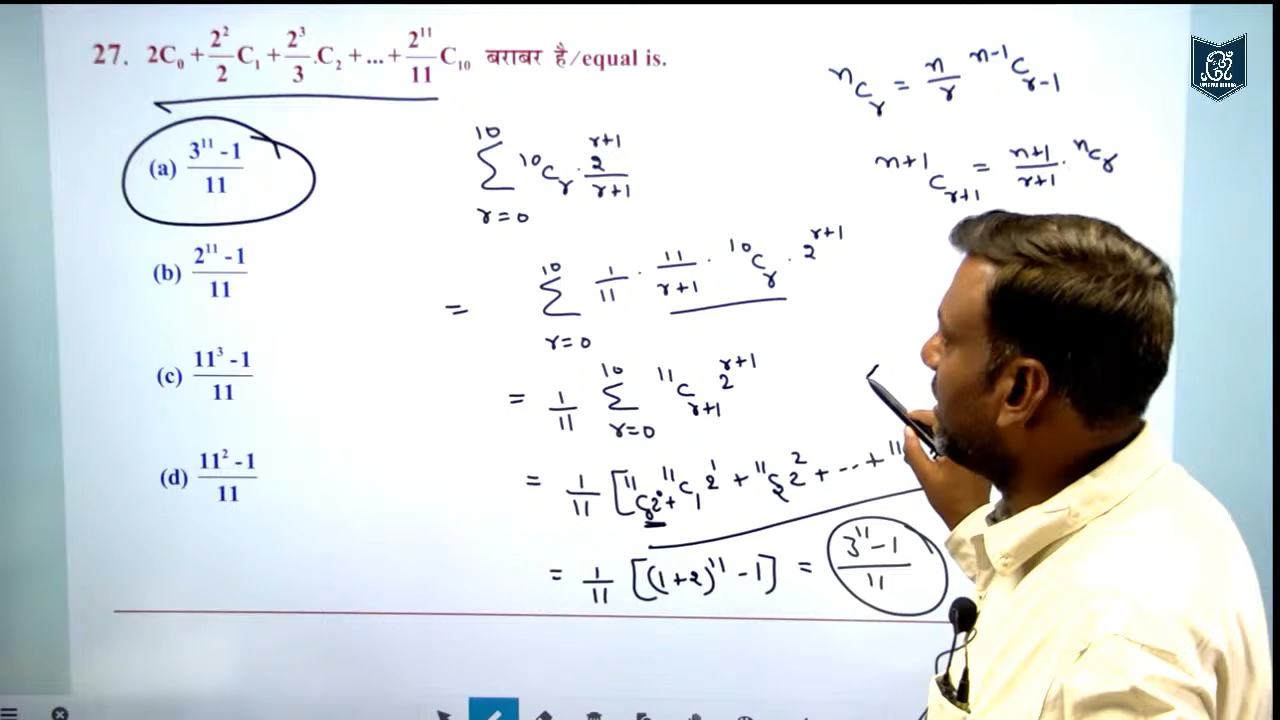 27. 2C₀ + 2²/2 C₁ + 2³/3 .C₂ + ... + 2¹¹/11 C₁₀ बराबर है/equal is.
(a) 3¹¹ - 1 / 11
(b) 2¹¹ - 1 / 11
(c) 11³ - 1 / 11
(d) 11² - 1 / 11
ⁿCᵣ = n/r ⁿ⁻¹Cᵣ₋₁
ⁿ⁺¹Cᵣ₊₁ = n+1/r+1 . ⁿCᵣ
10 Σ r=0 ¹⁰Cᵣ . 2^(r+1)/r+1
= 10 Σ r=0 1/11 . 11/r+1 . ¹⁰Cᵣ . 2^(r+1)
= 1/11 10 Σ r=0 ¹¹Cᵣ₊₁ 2^(r+1)
= 1/11 [¹¹C₀2⁰ + ¹¹C₁ 2¹ + ¹¹C₂ 2² + ... + ¹¹
= 1/11 [(1+2)¹¹ - 1] = 3¹¹ - 1 / 11